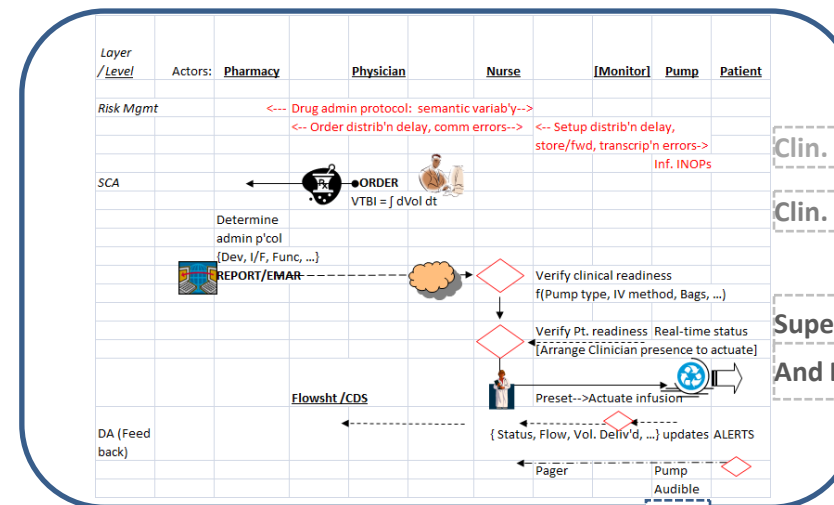 Layer
/Level Actors: Pharmacy Physician Nurse [Monitor] Pump Patient
Risk Mgmt <--- Drug admin protocol: semantic variab'y-->
<-- Order distrib'n delay, comm errors--> <-- Setup distrib'n delay,
store/fwd, transcrip'n errors->
Inf. INOPs
Clin.
SCA ORDER
VTBI = ∫ dVol dt
Clin.
Determine
admin p'col
{Dev, I/F, Func, ...}
REPORT/EMAR Verify clinical readiness
f(Pump type, IV method, Bags, ...)
Verify Pt. readiness Real-time status
[Arrange Clinician presence to actuate]
Supe
And
Flowsht /CDS Preset-->Actuate infusion
DA (Feed
back)
{ Status, Flow, Vol. Deliv'd, ...} updates ALERTS
Pager Pump
Audible